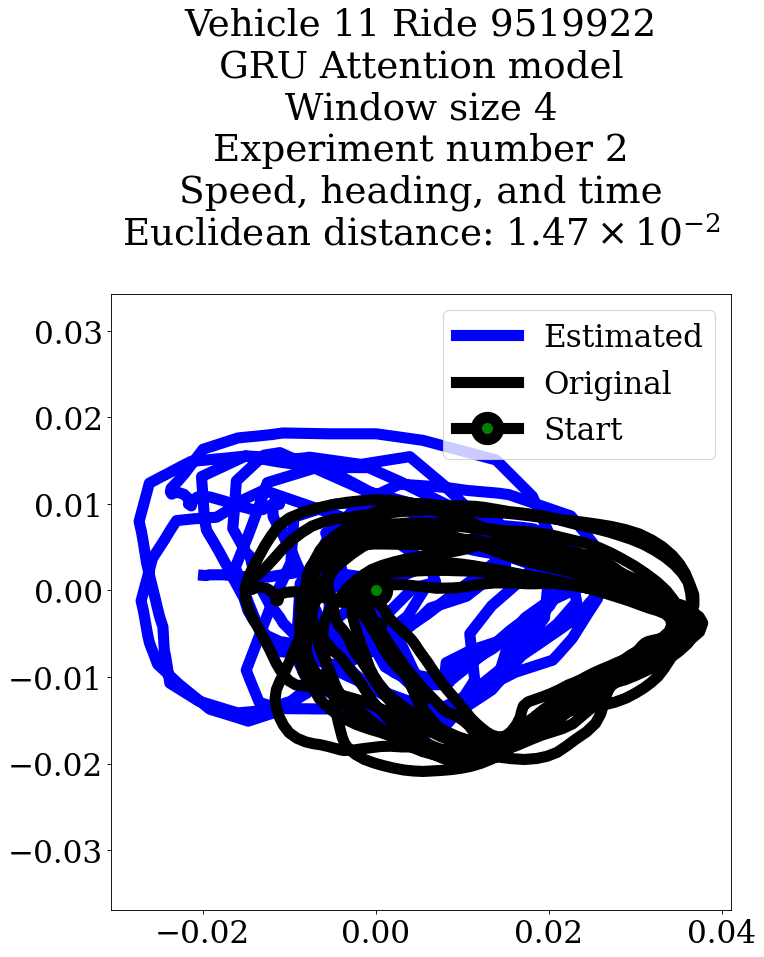 Vehicle 11 Ride 9519922
GRU Attention model
Window size 4
Experiment number 2
Speed, heading, and time
Euclidean distance: 1.47 × 10⁻²
Estimated
Original
Start
0.03
0.02
0.01
0.00
−0.01
−0.02
−0.03
−0.02 0.00 0.02 0.04